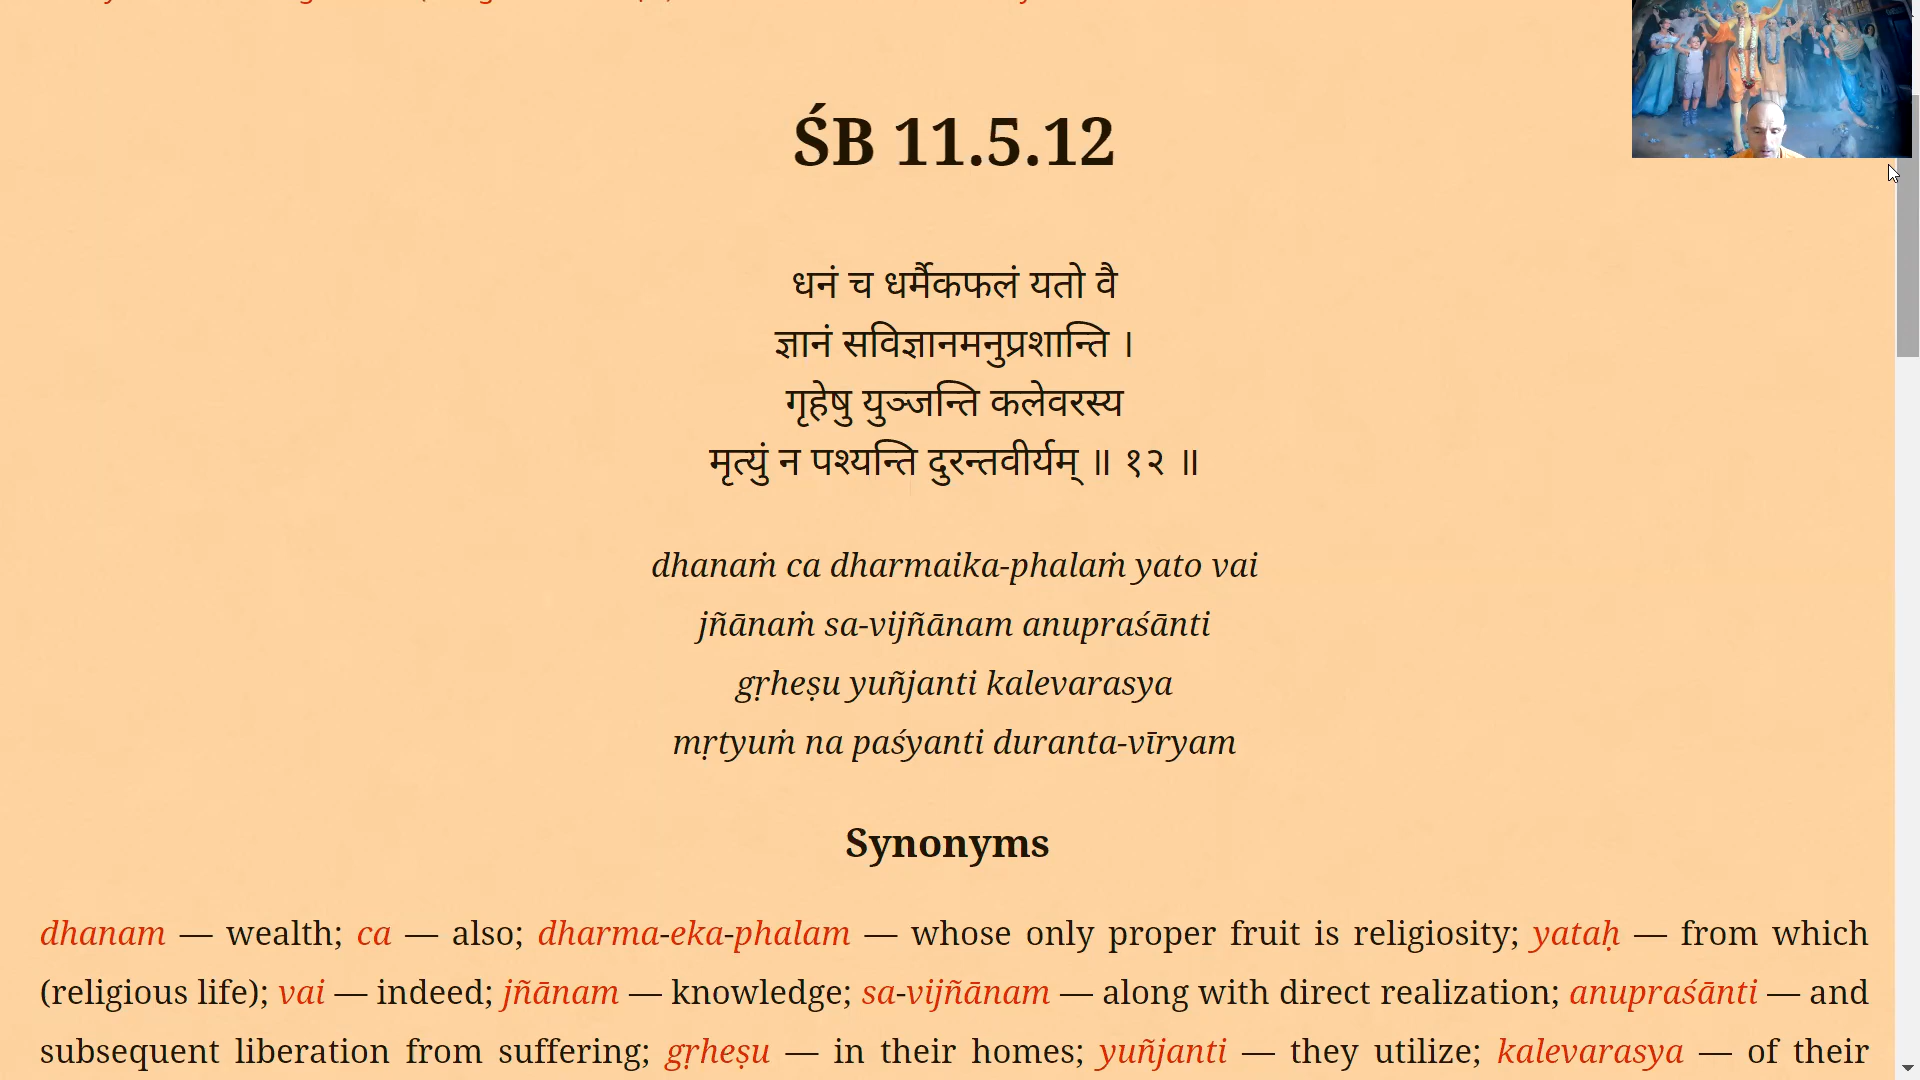 ŚB 11.5.12
धनं च धर्मैकफलं यतो वै
ज्ञानं सविज्ञानमनुप्रशान्ति ।
गृहेषु युञ्जन्ति कलेवरस्य
मृत्युं न पश्यन्ति दुरन्तवीर्यम् ॥ १२ ॥
dhanaṁ ca dharmaika-phalaṁ yato vai
jñānaṁ sa-vijñānam anupraśānti
gṛheṣu yuñjanti kalevarasya
mṛtyuṁ na paśyanti duranta-vīryam
Synonyms
dhanam — wealth; ca — also; dharma-eka-phalam — whose only proper fruit is religiosity; yataḥ — from which
(religious life); vai — indeed; jñānam — knowledge; sa-vijñānam — along with direct realization; anupraśānti — and
subsequent liberation from suffering; gṛheṣu — in their homes; yuñjanti — they utilize; kalevarasya — of their